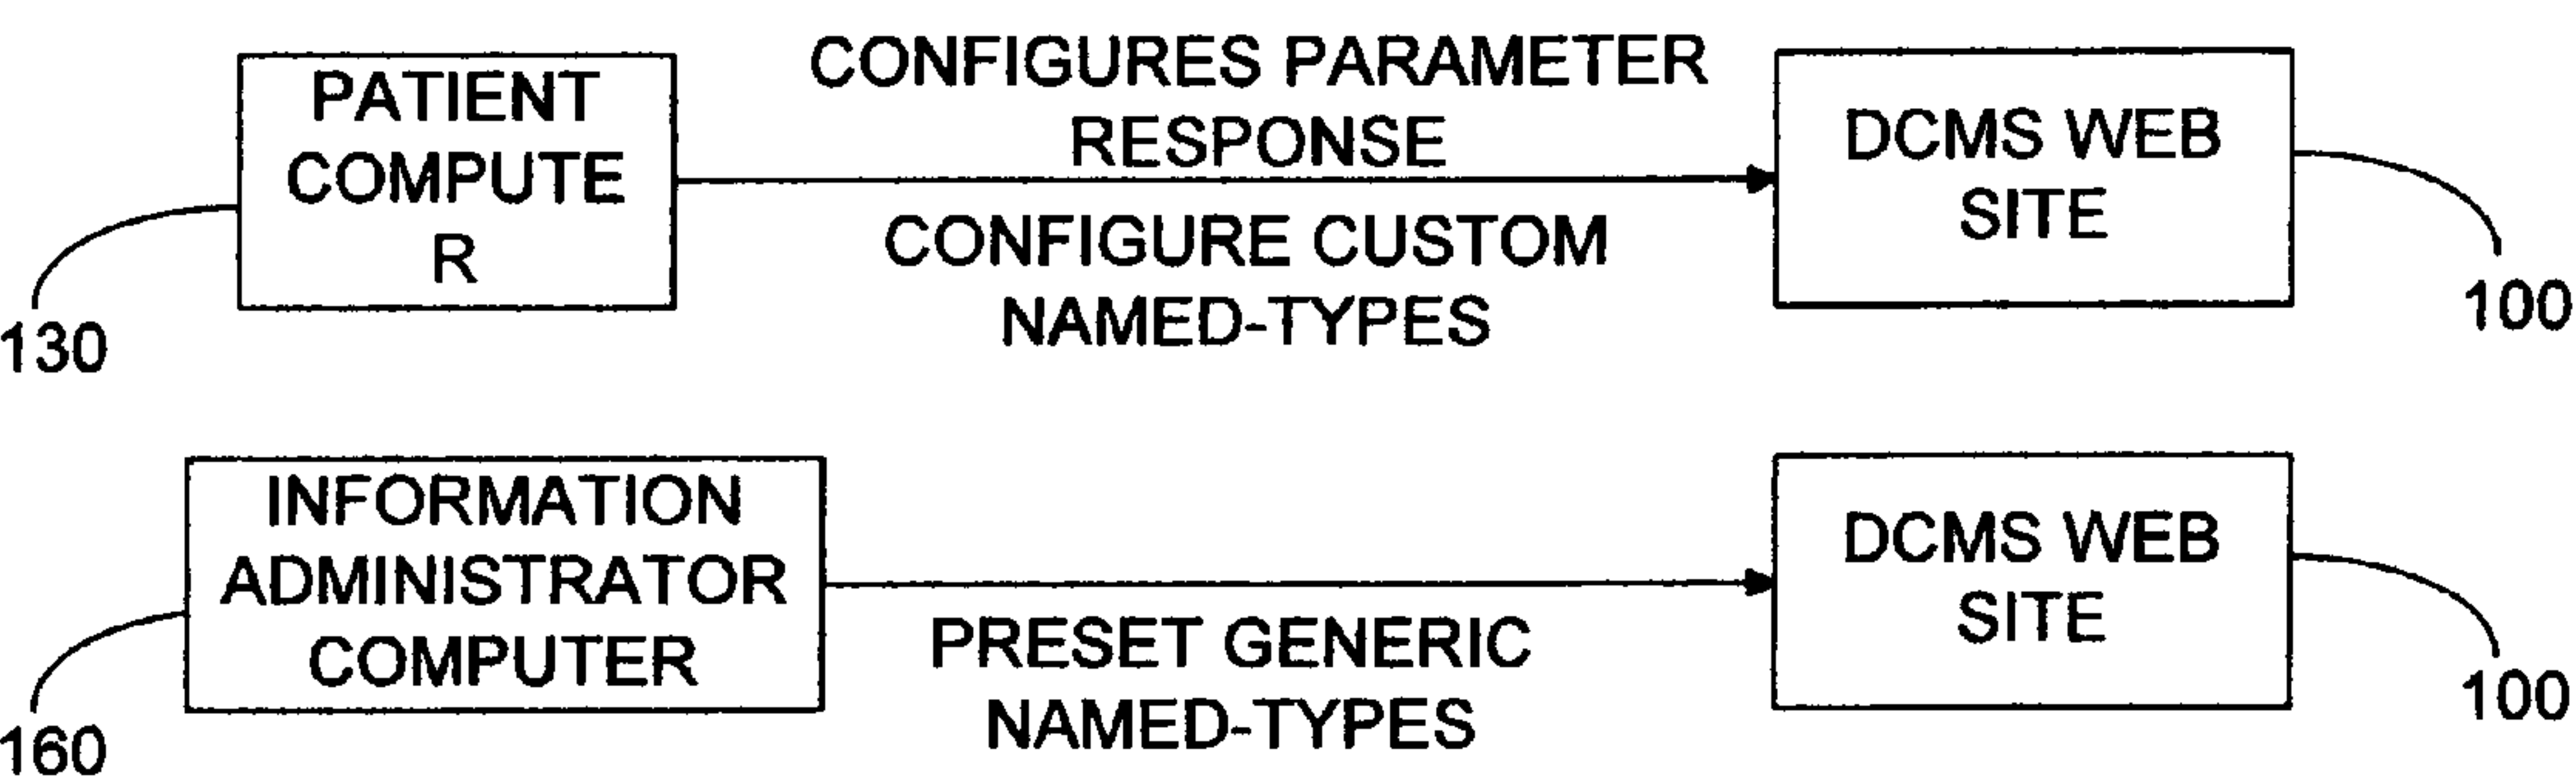 PATIENT
COMPUTE
R
CONFIGURES PARAMETER
RESPONSE
CONFIGURE CUSTOM
NAMED-TYPES
DCMS WEB
SITE
130
100
INFORMATION
ADMINISTRATOR
COMPUTER
PRESET GENERIC
NAMED-TYPES
DCMS WEB
SITE
160
100